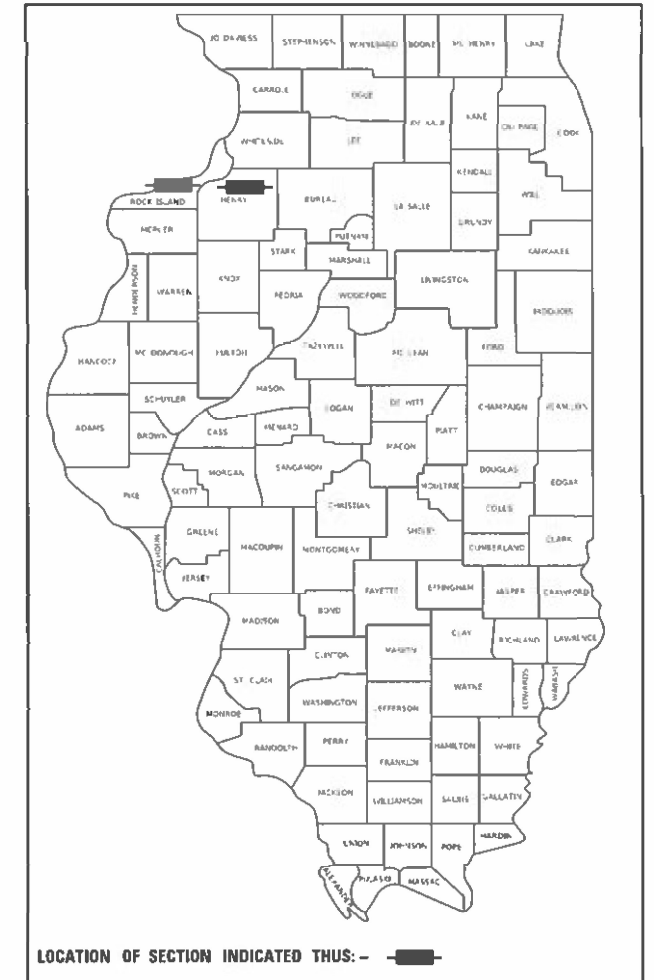 JO DAVIESS STEPHENSON WINNEBAGO BOONE MC HENRY LAKE
CARROLL OGLE DE KALB KANE DU PAGE COOK
WHITESIDE LEE
KENDALL WILL
ROCK ISLAND HENRY BUREAU LA SALLE GRUNDY
MERCER PUTNAM KANKAKEE
STARK MARSHALL
HENDERSON WARREN KNOX PEORIA WOODFORD LIVINGSTON IROQUOIS
HANCOCK MC DONOUGH FULTON TAZEWELL MC LEAN FORD
MASON
SCHUYLER LOGAN DE WITT CHAMPAIGN VERMILION
ADAMS BROWN CASS MENARD MACON PIATT
MORGAN SANGAMON DOUGLAS
PIKE SCOTT CHRISTIAN MOULTRIE COLES EDGAR
CALHOUN GREENE MACOUPIN MONTGOMERY SHELBY CUMBERLAND CLARK
JERSEY FAYETTE EFFINGHAM JASPER CRAWFORD
MADISON BOND
CLAY RICHLAND LAWRENCE
CLINTON MARION
ST. CLAIR WAYNE EDWARDS WABASH
MONROE WASHINGTON JEFFERSON
RANDOLPH PERRY HAMILTON WHITE
FRANKLIN
JACKSON WILLIAMSON SALINE GALLATIN
UNION JOHNSON POPE HARDIN
ALEXANDER PULASKI MASSAC
LOCATION OF SECTION INDICATED THUS: -